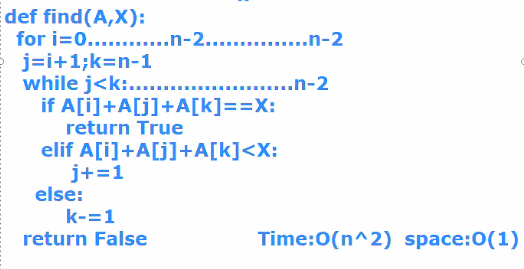 def find(A,X):
for i=0............n-2...............n-2
j=i+1;k=n-1
while j<k:........................n-2
if A[i]+A[j]+A[k]==X:
return True
elif A[i]+A[j]+A[k]<X:
j+=1
else:
k-=1
return False Time:O(n^2) space:O(1)